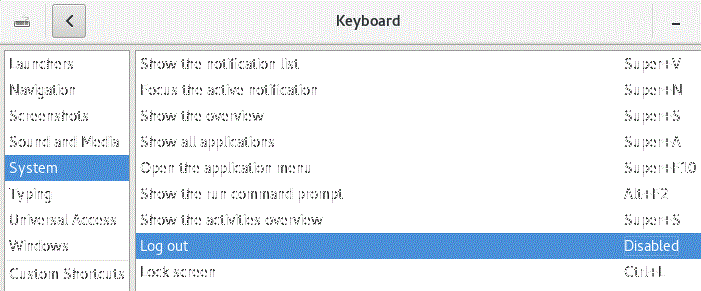 Keyboard
Launchers
Navigation
Screenshots
Sound and Media
System
Typing
Universal Access
Windows
Custom Shortcuts
Show the notification list Super+V
Focus the active notification Super+N
Show the overview Super+S
Show all applications Super+A
Open the application menu Super+F10
Show the run command prompt Alt+F2
Show the activities overview Super+S
Log out Disabled
Lock screen Ctrl+L